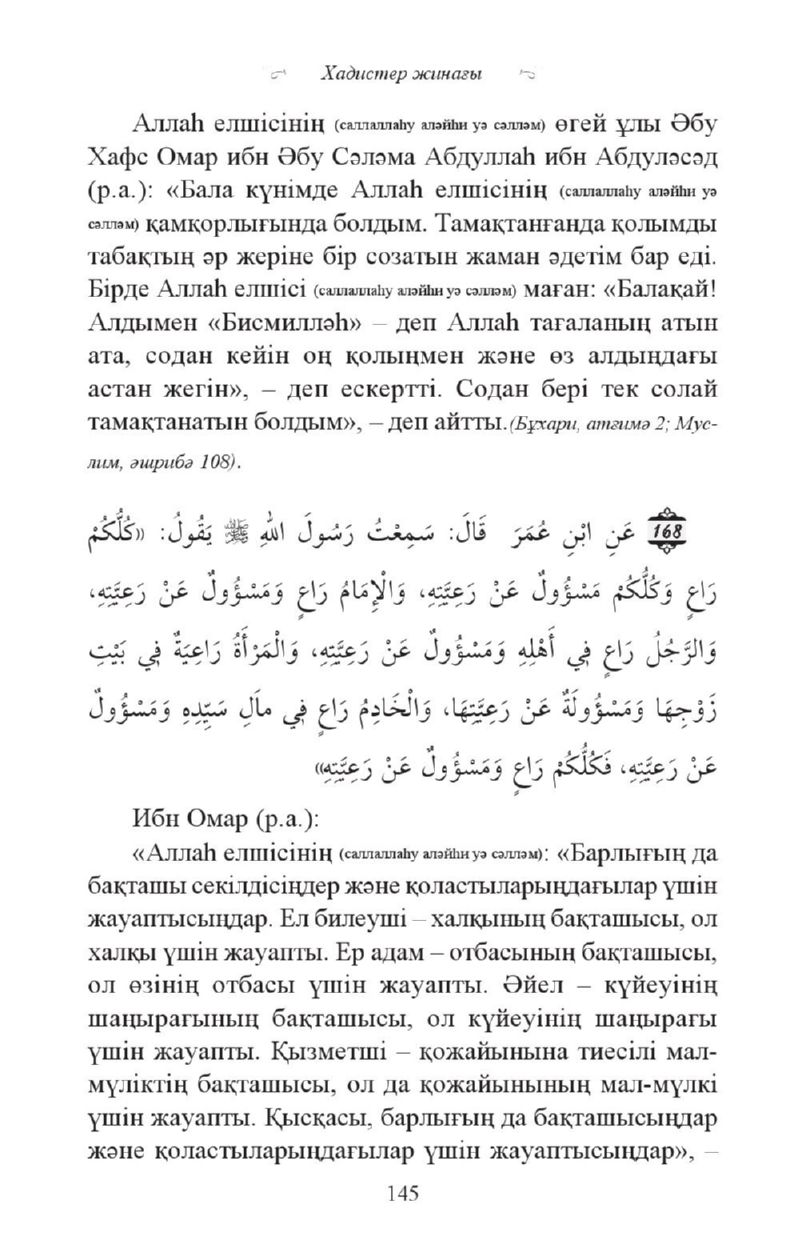 Хадистер жинағы
Аллаһ елшісінің (саллаллаһу аләйһи уә сәлләм) өгей ұлы Әбу
Хафс Омар ибн Әбу Сәләма Абдуллаһ ибн Абдуләсәд
(р.а.): «Бала күнімде Аллаһ елшісінің (саллаллаһу аләйһи уә
сәлләм) қамқорлығында болдым. Тамақтанғанда қолымды
табақтың әр жеріне бір созатын жаман әдетім бар еді.
Бірде Аллаһ елшісі (саллаллаһу аләйһи уә сәлләм) маған: «Балақай!
Алдымен «Бисмилләһ» – деп Аллаһ тағаланың атын
ата, содан кейін оң қолыңмен және өз алдыңдағы
астан жегін», – деп ескертті. Содан бері тек солай
тамақтанатын болдым», – деп айтты.(Бұхари, атғимә 2; Мус-
лим, әшрибә 108).
168 عَنِ ابْنِ عُمَرَ قَالَ: سَمِعْتُ رَسُولَ اللهِ ﷺ يَقُولُ: «كُلُّكُمْ
رَاعٍ وَكُلُّكُمْ مَسْؤُولٌ عَنْ رَعِيَّتِهِ، وَالْإِمَامُ رَاعٍ وَمَسْؤُولٌ عَنْ رَعِيَّتِهِ،
وَالرَّجُلُ رَاعٍ فِي أَهْلِهِ وَمَسْؤُولٌ عَنْ رَعِيَّتِهِ، وَالْمَرْأَةُ رَاعِيَةٌ فِي بَيْتِ
زَوْجِهَا وَمَسْؤُولَةٌ عَنْ رَعِيَّتِهَا، وَالْخَادِمُ رَاعٍ فِي مَالِ سَيِّدِهِ وَمَسْؤُولٌ
عَنْ رَعِيَّتِهِ، فَكُلُّكُمْ رَاعٍ وَمَسْؤُولٌ عَنْ رَعِيَّتِهِ»
Ибн Омар (р.а.):
«Аллаһ елшісінің (саллаллаһу аләйһи уә сәлләм): «Барлығың да
бақташы секілдісіңдер және қоластыларыңдағылар үшін
жауаптысыңдар. Ел билеуші – халқының бақташысы, ол
халқы үшін жауапты. Ер адам – отбасының бақташысы,
ол өзінің отбасы үшін жауапты. Әйел – күйеуінің
шаңырағының бақташысы, ол күйеуінің шаңырағы
үшін жауапты. Қызметші – қожайынына тиесілі мал-
мүліктің бақташысы, ол да қожайынының мал-мүлкі
үшін жауапты. Қысқасы, барлығың да бақташысыңдар
және қоластыларыңдағылар үшін жауаптысыңдар», –
145